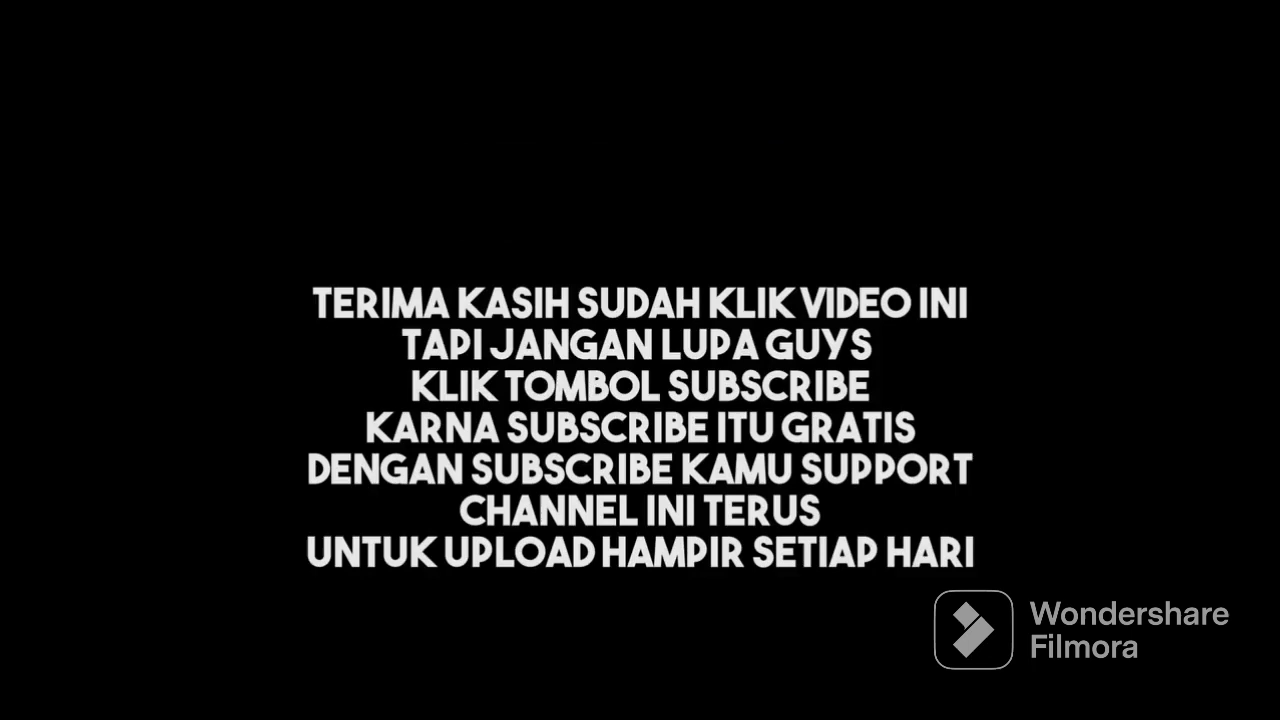 TERIMA KASIH SUDAH KLIK VIDEO INI
TAPI JANGAN LUPA GUYS
KLIK TOMBOL SUBSCRIBE
KARNA SUBSCRIBE ITU GRATIS
DENGAN SUBSCRIBE KAMU SUPPORT
CHANNEL INI TERUS
UNTUK UPLOAD HAMPIR SETIAP HARI
Wondershare
Filmora